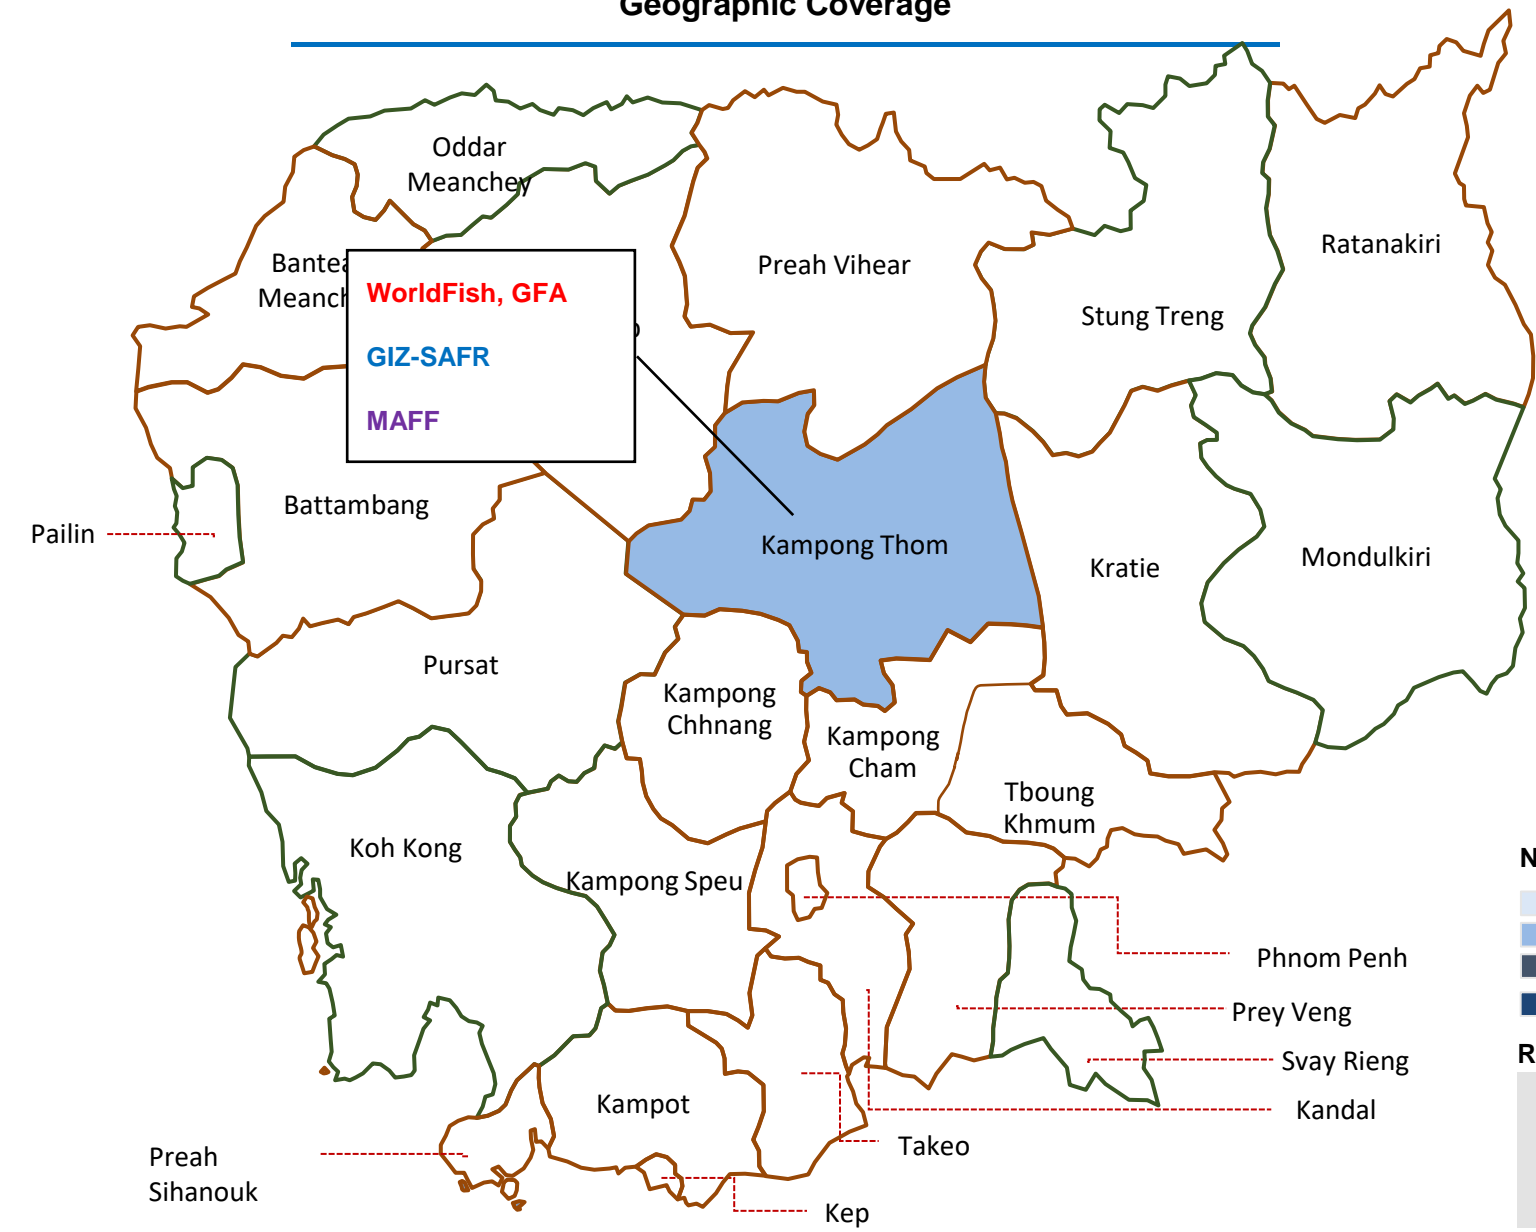 Geographic Coverage
Oddar
Meanchey
Preah Vihear
Ratanakiri
Stung Treng
WorldFish, GFA
GIZ-SAFR
MAFF
Battambang
Pailin
Kampong Thom
Kratie
Mondulkiri
Pursat
Kampong
Chhnang
Kampong
Cham
Tboung
Khmum
Koh Kong
Kampong Speu
Phnom Penh
Prey Veng
Svay Rieng
Kandal
Kampot
Takeo
Preah
Sihanouk
Kep